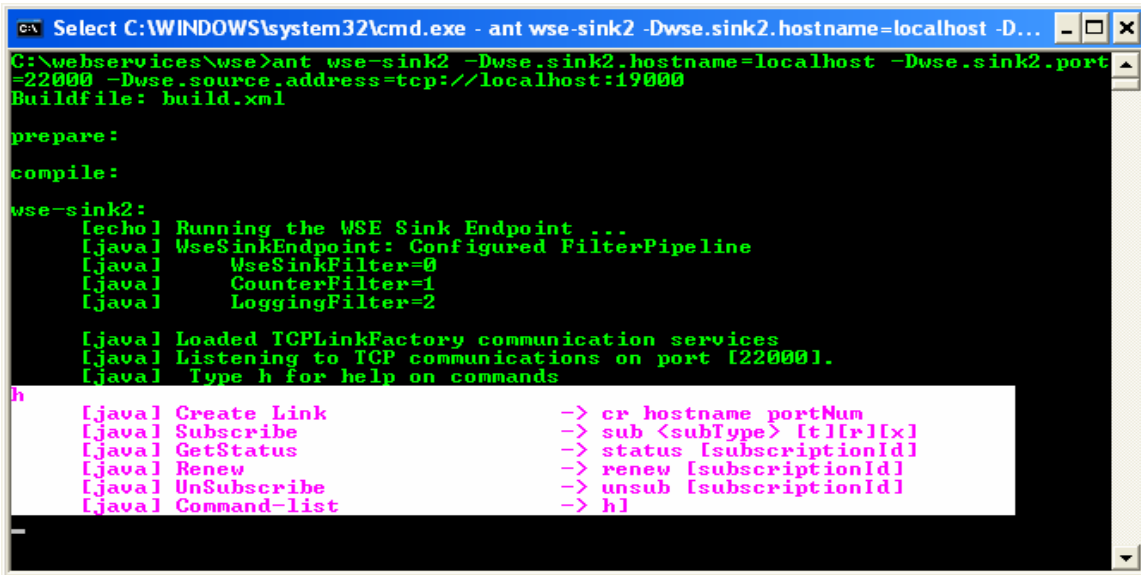 Select C:\WINDOWS\system32\cmd.exe - ant wse-sink2 -Dwse.sink2.hostname=localhost -D...
C:\webservices\wse>ant wse-sink2 -Dwse.sink2.hostname=localhost -Dwse.sink2.port
=22000 -Dwse.source.address=tcp://localhost:19000
Buildfile: build.xml
prepare:
compile:
wse-sink2:
[echo] Running the WSE Sink Endpoint ...
[java] WseSinkEndpoint: Configured FilterPipeline
[java] WseSinkFilter=0
[java] CounterFilter=1
[java] LoggingFilter=2
[java] Loaded TCPLinkFactory communication services
[java] Listening to TCP communications on port [22000].
[java] Type h for help on commands
h
[java] Create Link -> cr hostname portNum
[java] Subscribe -> sub <subType> [t][r][x]
[java] GetStatus -> status [subscriptionId]
[java] Renew -> renew [subscriptionId]
[java] UnSubscribe -> unsub [subscriptionId]
[java] Command-list -> h]